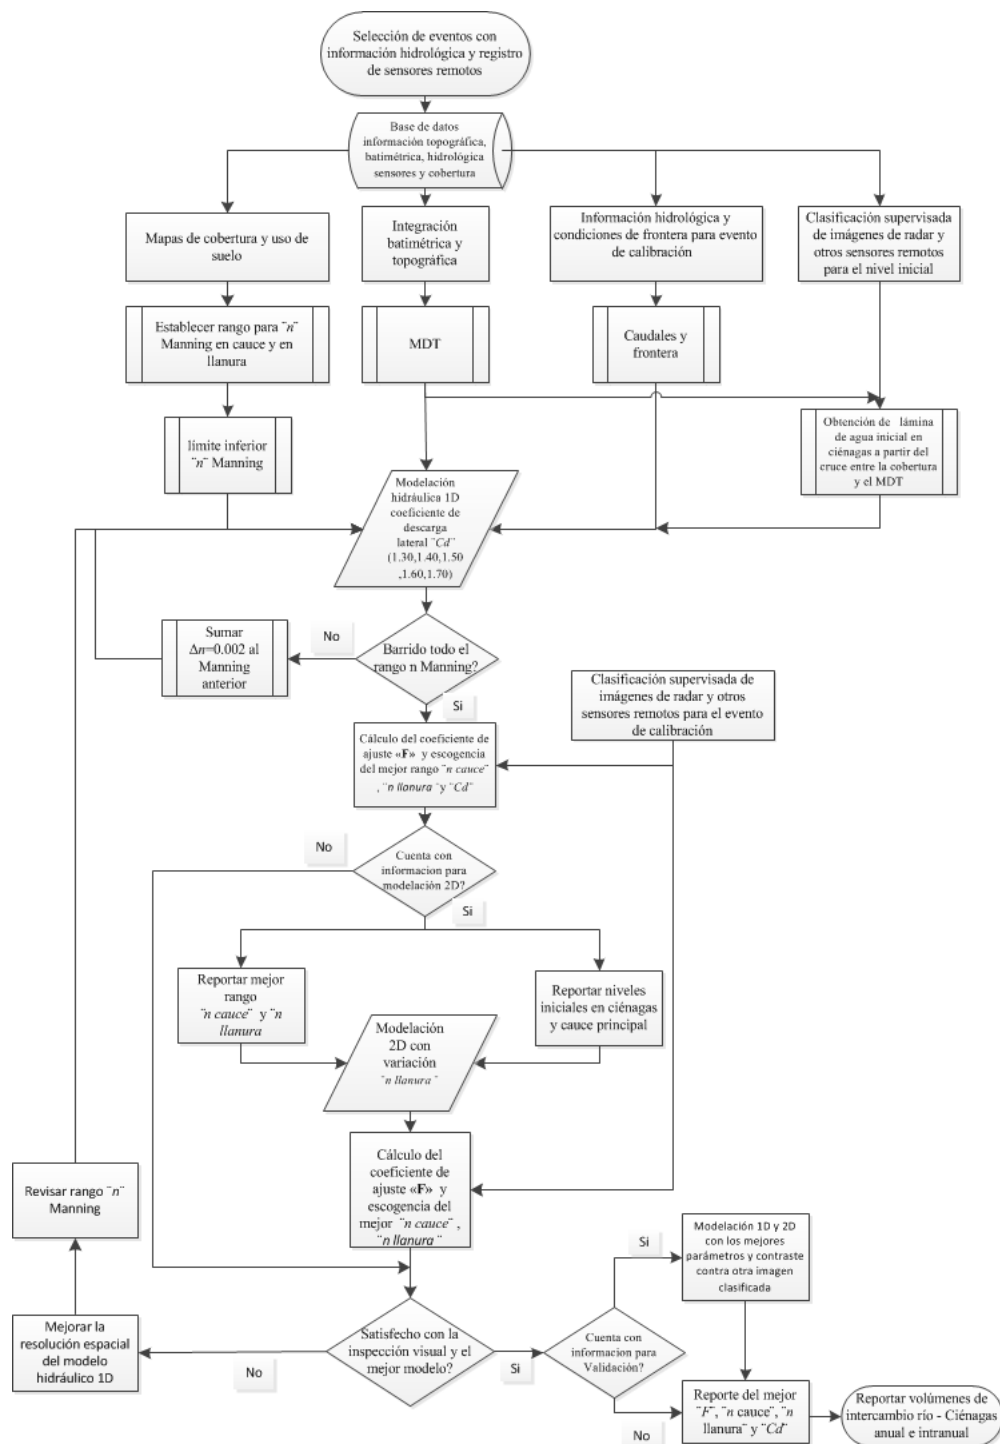 Selección de eventos con
información hidrológica y registro
de sensores remotos
Base de datos
información topográfica,
batimétrica, hidrológica
sensores y cobertura
Mapas de cobertura y uso de
suelo
Integración
batimétrica y
topográfica
Información hidrológica y
condiciones de frontera para evento
de calibración
Clasificación supervisada
de imágenes de radar y
otros sensores remotos
para el nivel inicial
Establecer rango para ¨n¨
Manning en cauce y en
llanura
MDT
Caudales y
frontera
límite inferior
¨n¨ Manning
Obtención de lámina
de agua inicial en
ciénagas a partir del
cruce entre la cobertura
y el MDT
Modelación
hidráulica 1D
coeficiente de
descarga
lateral ¨Cd¨
(1.30,1.40,1.50
,1.60,1.70)
Sumar
Δn=0.002 al
Manning
anterior
No
Barrido todo el
rango n Manning?
Si
Clasificación supervisada de
imágenes de radar y otros
sensores remotos para el evento
de calibración
Cálculo del coeficiente de
ajuste «F» y escogencia
del mejor rango ¨n cauce¨
, ¨n llanura ¨y ¨Cd¨
No
Cuenta con
informacion para
modelación 2D?
Si
Reportar mejor
rango
¨n cauce¨ y ¨n
llanura
Reportar niveles
iniciales en ciénagas
y cauce principal
Modelación
2D con
variación
¨n llanura¨
Cálculo del
coeficiente de
ajuste «F» y
escogencia del
mejor ¨n cauce¨ ,
¨n llanura¨
Revisar rango ¨n¨
Manning
Mejorar la
resolución espacial
del modelo
hidráulico 1D
No
Satisfecho con la
inspección visual y el
mejor modelo?
Si
Cuenta con
informacion para
Validación?
Si
Modelación 1D y 2D
con los mejores
parámetros y contraste
contra otra imagen
clasificada
No
Reporte del mejor
¨F¨, ¨n cauce¨, ¨n
llanura¨ y ¨Cd¨
Reportar volúmenes de
intercambio río - Ciénagas
anual e intranual